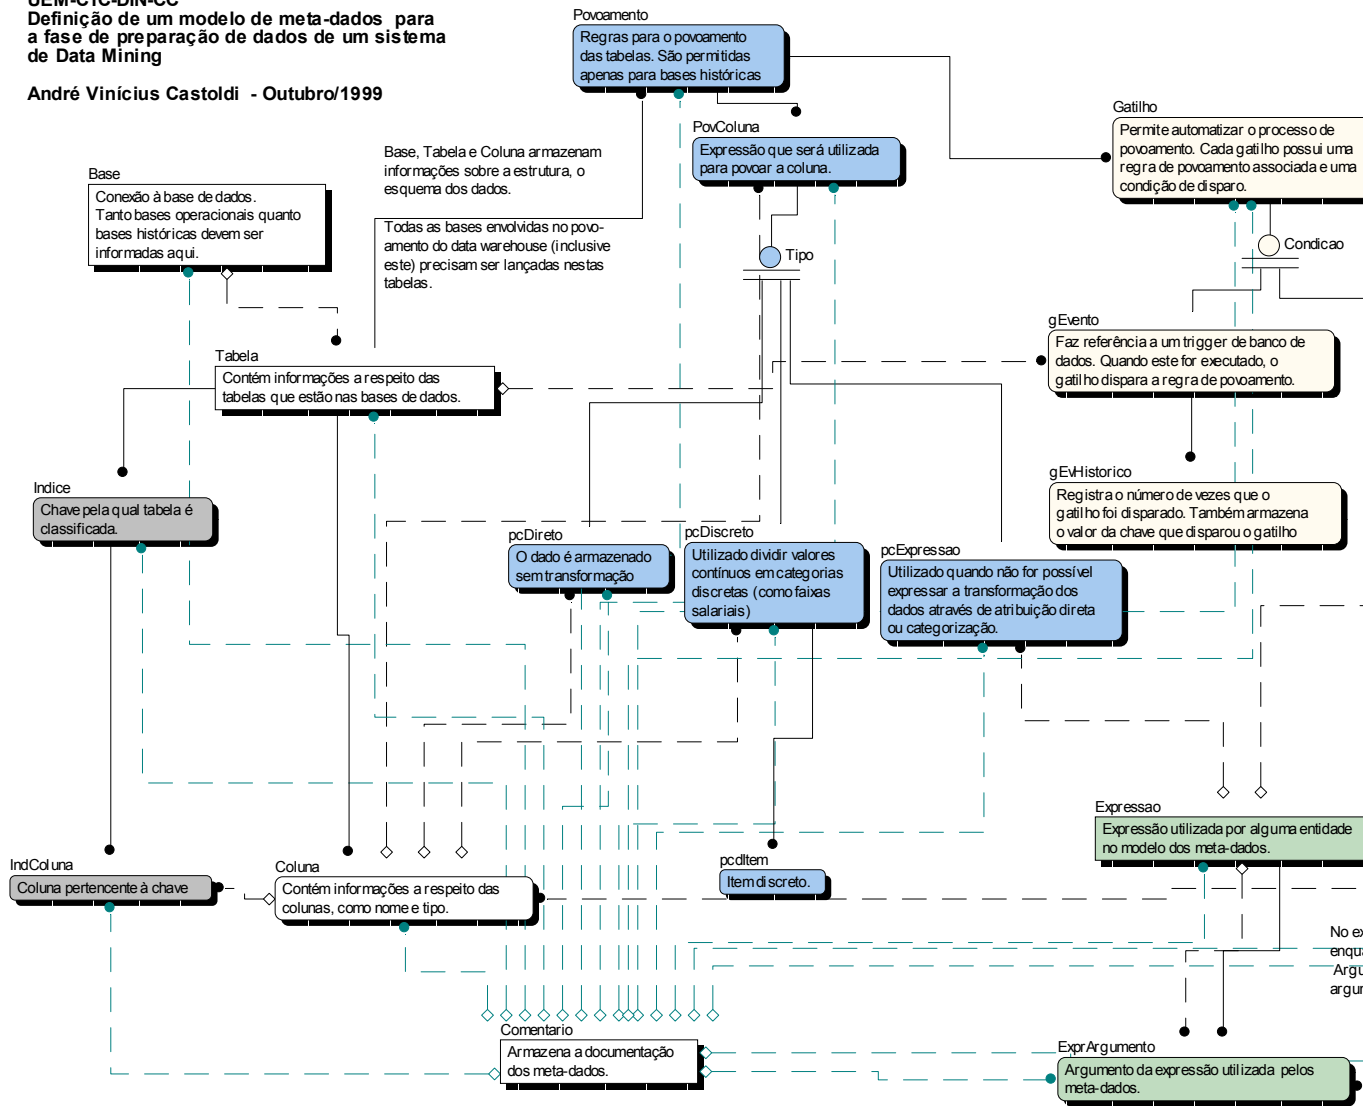 UEM-CTC-DIN-CC
Definição de um modelo de meta-dados para
a fase de preparação de dados de um sistema
de Data Mining
André Vinícius Castoldi - Outubro/1999
Povoamento
Regras para o povoamento
das tabelas. São permitidas
apenas para bases históricas
Gatilho
Permite automatizar o processo de
povoamento. Cada gatilho possui uma
regra de povoamento associada e uma
condição de disparo.
PovColuna
Expressão que será utilizada
para povoar a coluna.
Base, Tabela e Coluna armazenam
informações sobre a estrutura, o
esquema dos dados.
Todas as bases envolvidas no povo-
amento do data warehouse (inclusive
este) precisam ser lançadas nestas
tabelas.
Base
Conexão à base de dados.
Tanto bases operacionais quanto
bases históricas devem ser
informadas aqui.
Tipo
Condicao
gEvento
Faz referência a um trigger de banco de
dados. Quando este for executado, o
gatilho dispara a regra de povoamento.
Tabela
Contém informações a respeito das
tabelas que estão nas bases de dados.
gEvHistorico
Registra o número de vezes que o
gatilho foi disparado. Também armazena
o valor da chave que disparou o gatilho
Indice
Chave pela qual tabela é
classificada.
pcDireto
O dado é armazenado
sem transformação
pcDiscreto
Utilizado dividir valores
contínuos em categorias
discretas (como faixas
salariais)
pcExpressao
Utilizado quando não for possível
expressar a transformação dos
dados através de atribuição direta
ou categorização.
Expressao
Expressão utilizada por alguma entidade
no modelo dos meta-dados.
IndColuna
Coluna pertencente à chave
Coluna
Contém informações a respeito das
colunas, como nome e tipo.
pcdItem
Item discreto.
No
Comentario
Armazena a documentação
dos meta-dados.
ExprArgumento
Argumento da expressão utilizada pelos
meta-dados.